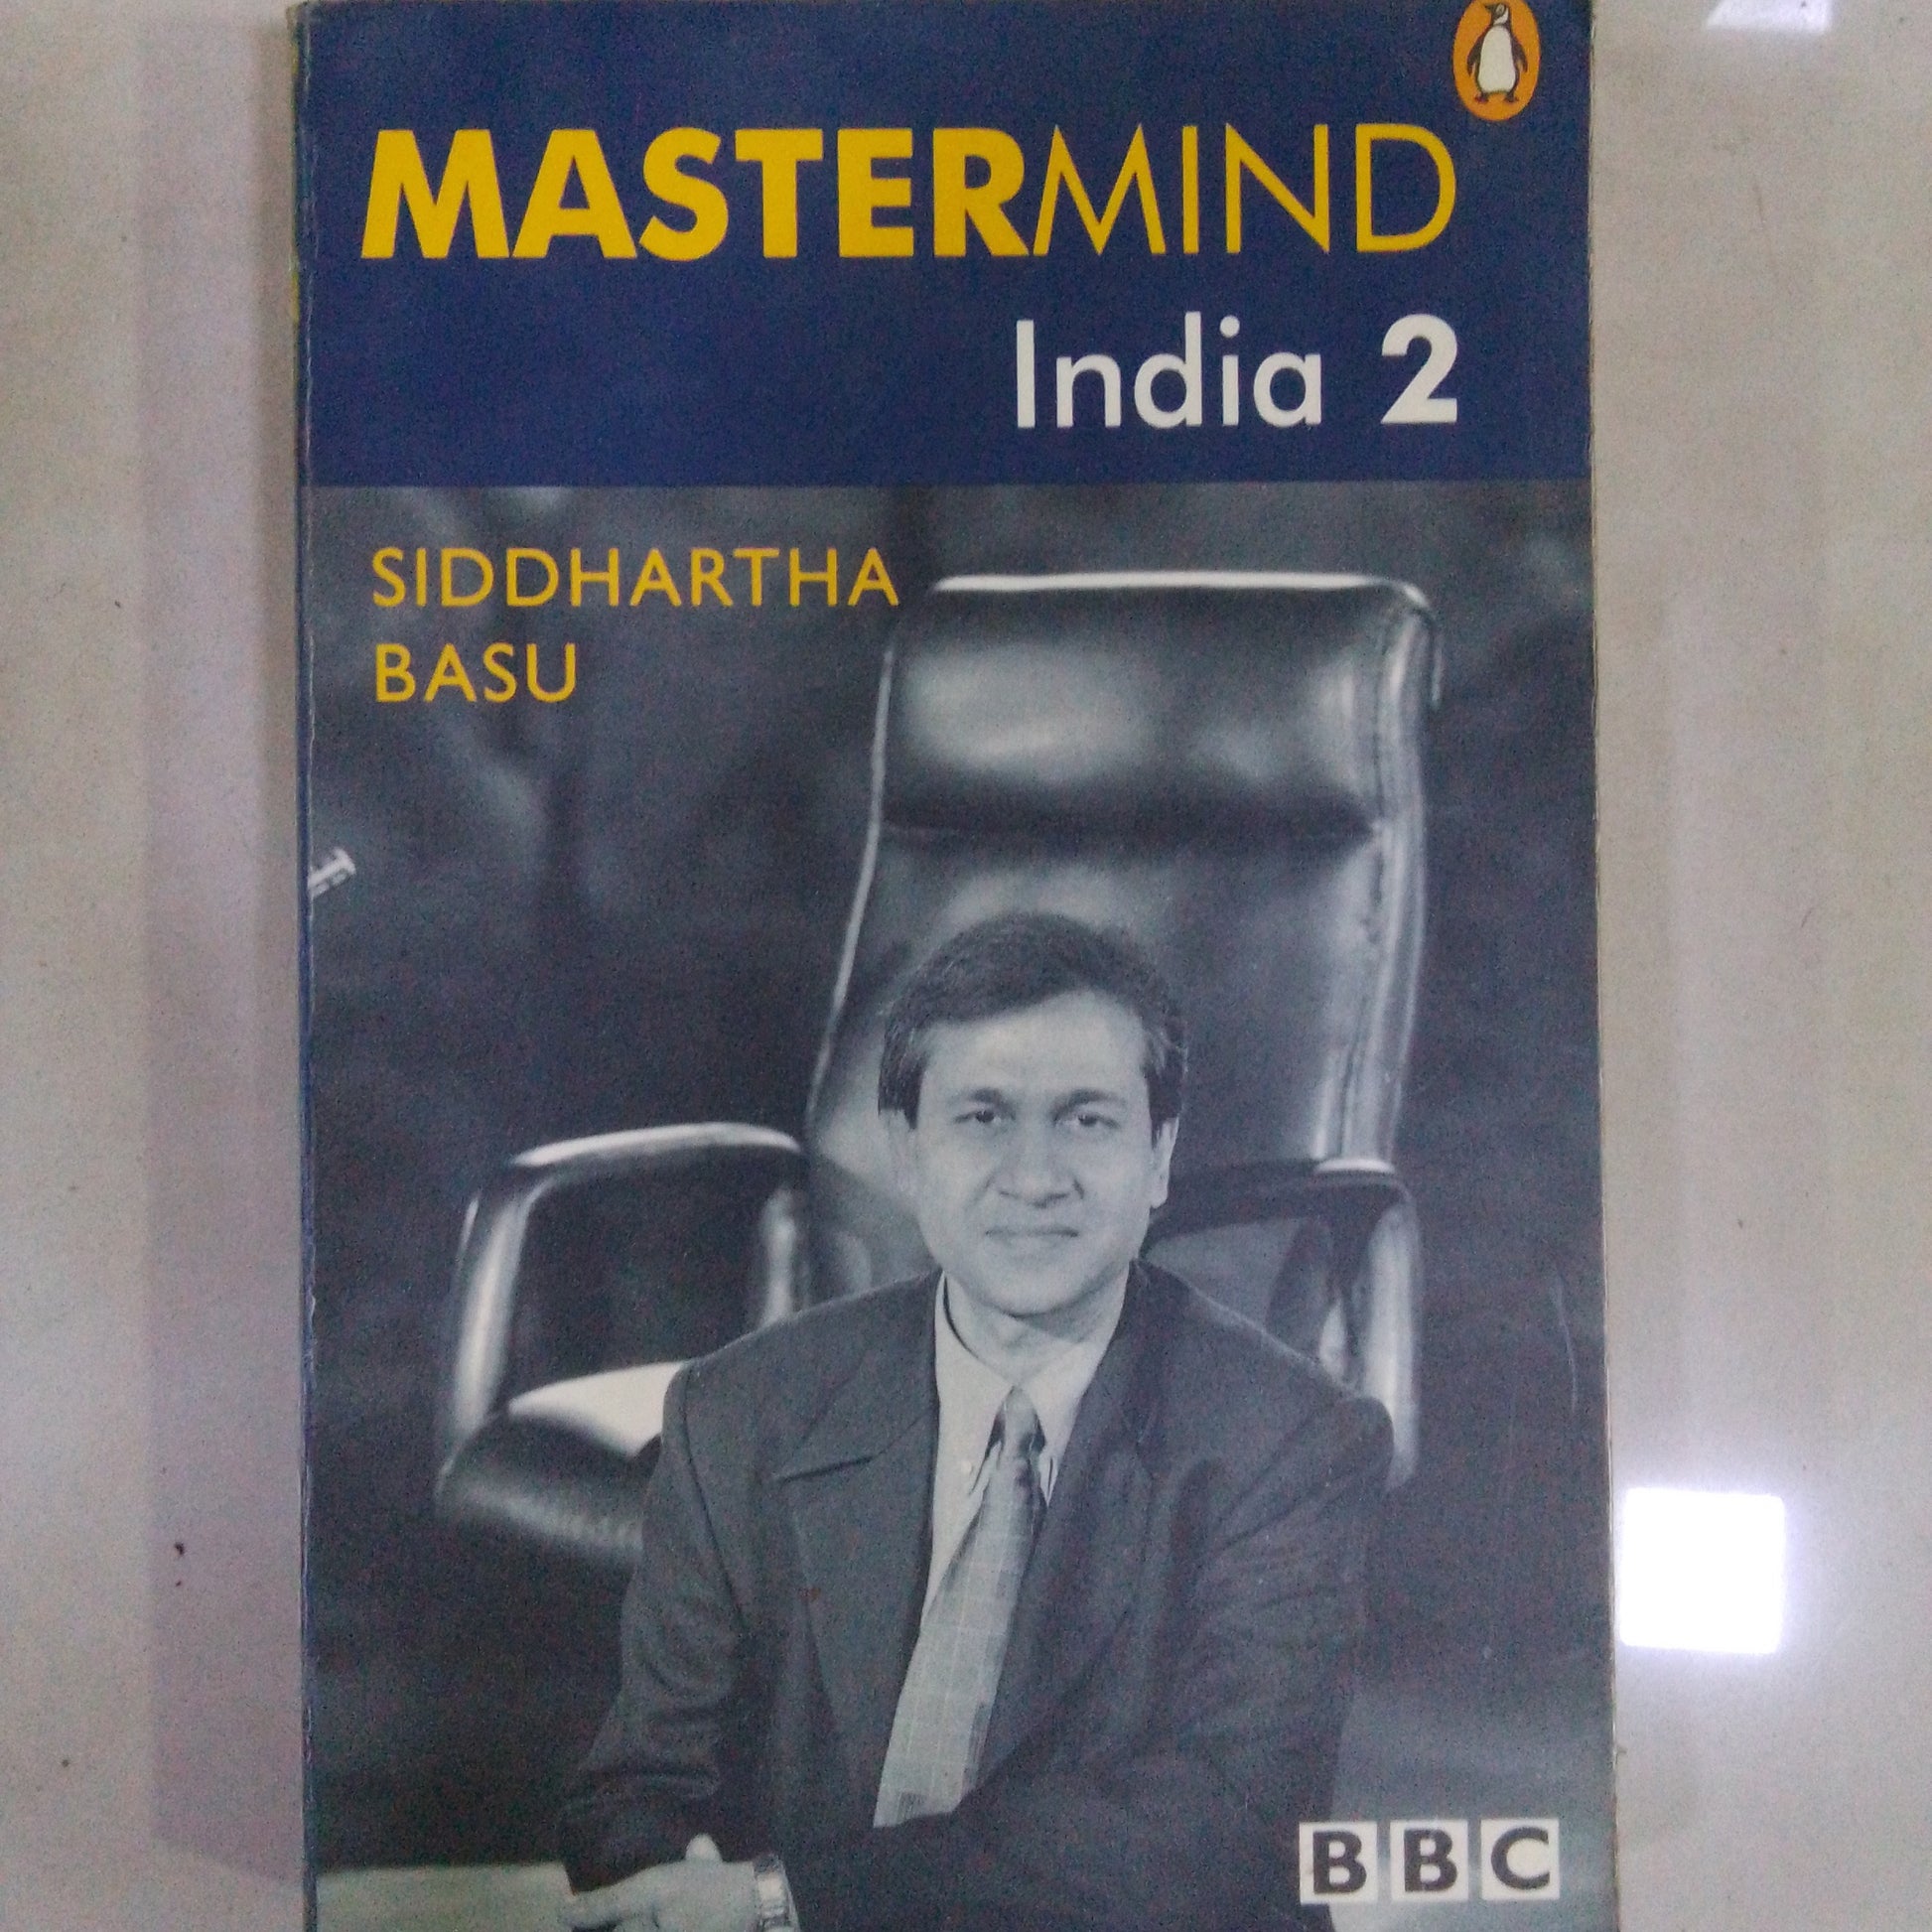 MASTERMIND
India 2
SIDDHARTHA
BASU
BBC